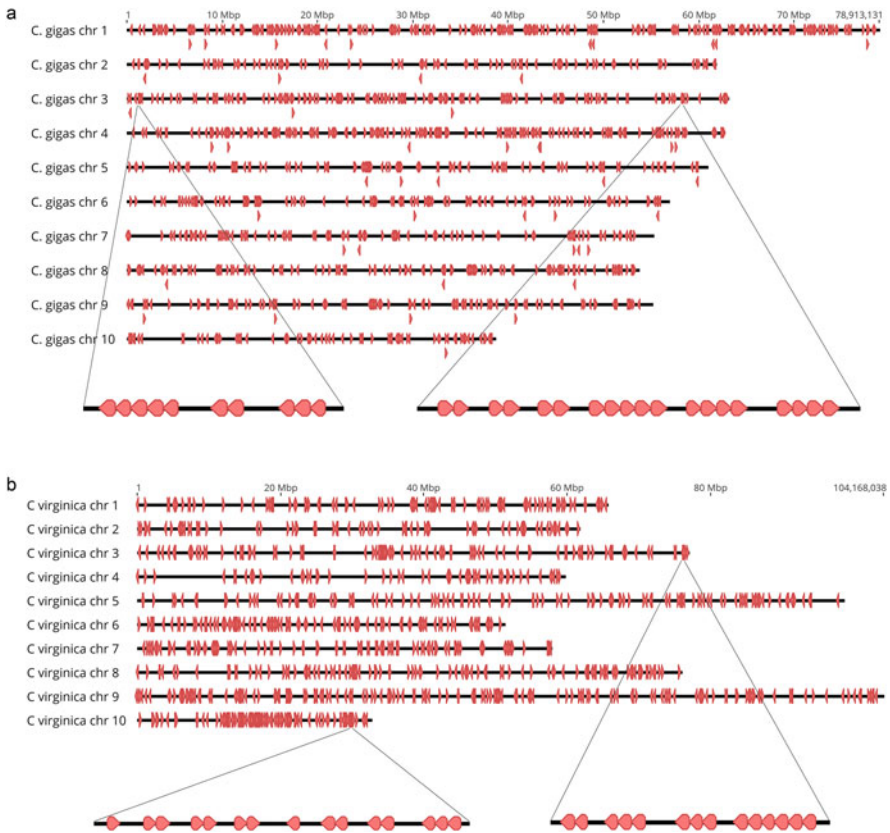 a
1 10 Mbp 20 Mbp 30 Mbp 40 Mbp 50 Mbp 60 Mbp 70 Mbp 78,913,131
C. gigas chr 1
C. gigas chr 2
C. gigas chr 3
C. gigas chr 4
C. gigas chr 5
C. gigas chr 6
C. gigas chr 7
C. gigas chr 8
C. gigas chr 9
C. gigas chr 10
b
1 20 Mbp 40 Mbp 60 Mbp 80 Mbp 104,168,038
C virginica chr 1
C virginica chr 2
C virginica chr 3
C virginica chr 4
C virginica chr 5
C virginica chr 6
C virginica chr 7
C virginica chr 8
C virginica chr 9
C virginica chr 10